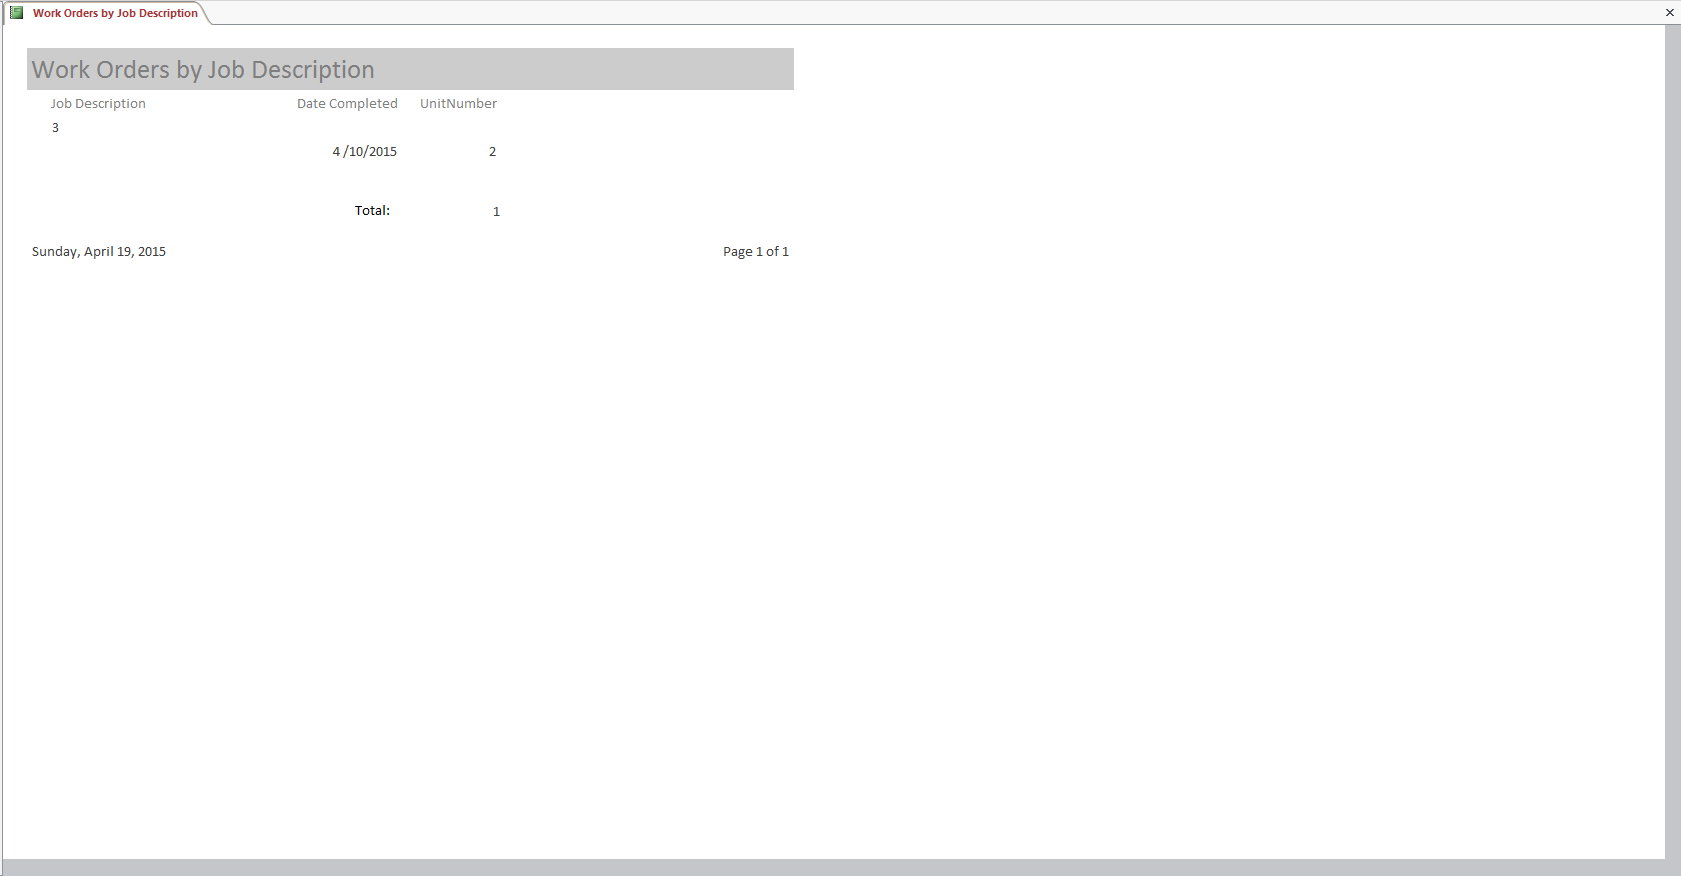 Work Orders by Job Description
Work Orders by Job Description
Job Description Date Completed UnitNumber
3
4 /10/2015 2
Total: 1
Sunday, April 19, 2015 Page 1 of 1